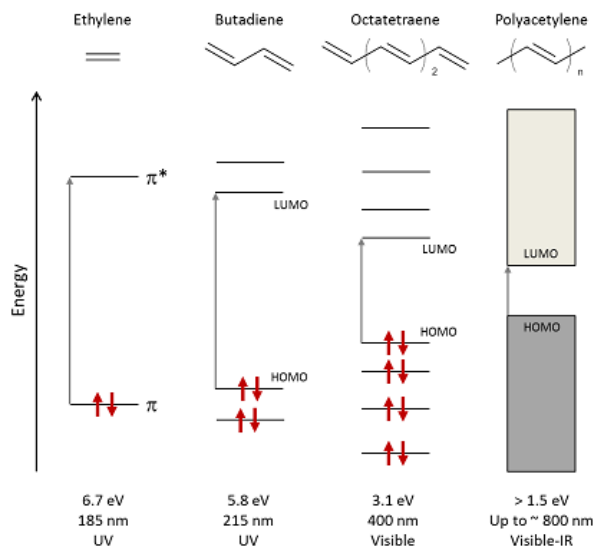 Ethylene Butadiene Octatetraene Polyacetylene
2 n
Energy
π*
LUMO
LUMO
LUMO
HOMO
HOMO
HOMO
π
6.7 eV 5.8 eV 3.1 eV > 1.5 eV
185 nm 215 nm 400 nm Up to ~ 800 nm
UV UV Visible Visible-IR